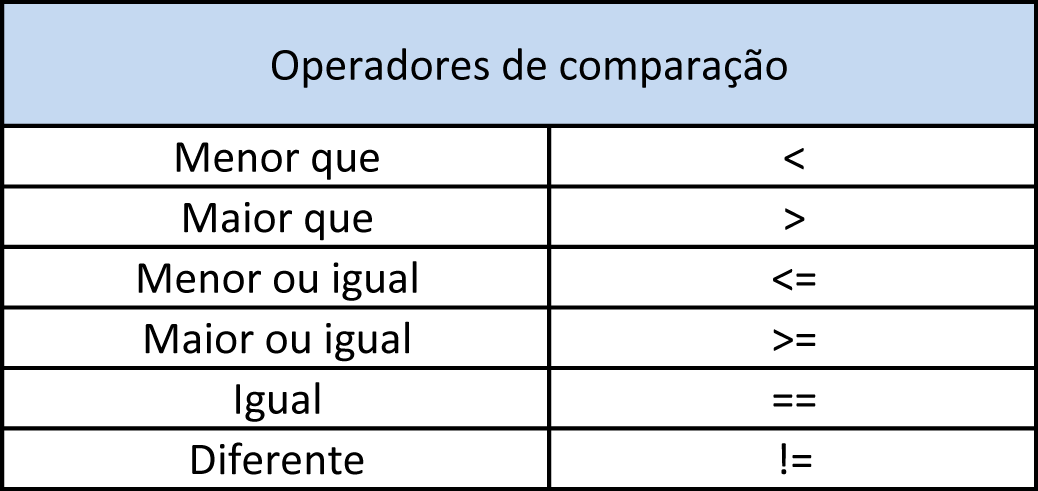 Operadores de comparação
Menor que <
Maior que >
Menor ou igual <=
Maior ou igual >=
Igual ==
Diferente !=